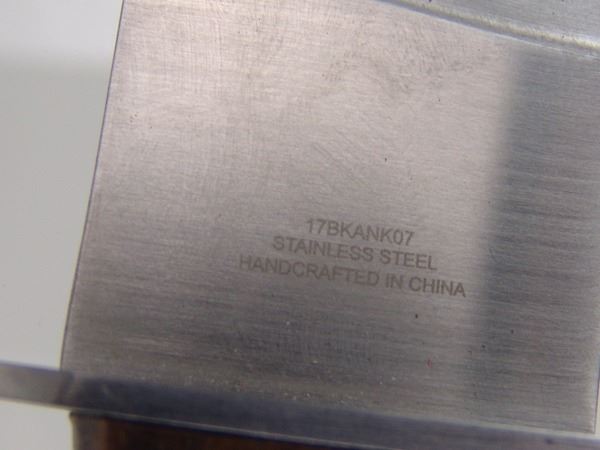 17BKANK07
STAINLESS STEEL
HANDCRAFTED IN CHINA